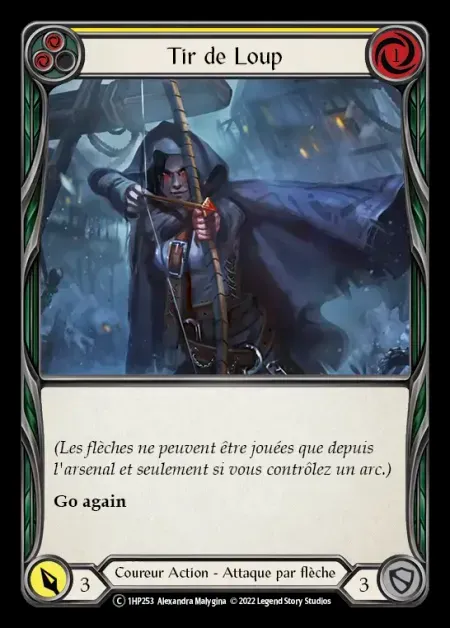 Tir de Loup
1
(Les flèches ne peuvent être jouées que depuis
l'arsenal et seulement si vous contrôlez un arc.)
Go again
3
Coureur Action - Attaque par flèche
3
C 1HP253 Alexandra Malygina © 2022 Legend Story Studios